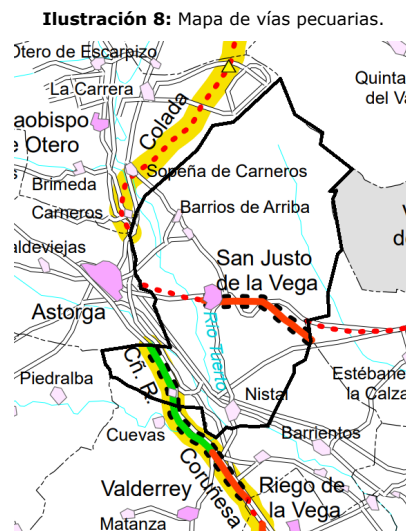 Ilustración 8: Mapa de vías pecuarias.
Otero de Escarpizo
La Carrera
Quinta
del Va
Colada
aobispo
Otero
Sopeña de Carneros
Brimeda
Carneros
Barrios de Arriba
aldeviejas
San Justo
de la Vega
Astorga
Río Tuerto
Ch. R.
Piedralba
Estébane
la Calza
Nistal
Cuevas
Barrientos
Coruñesa
Valderrey
Riego de
la Vega
Matanza